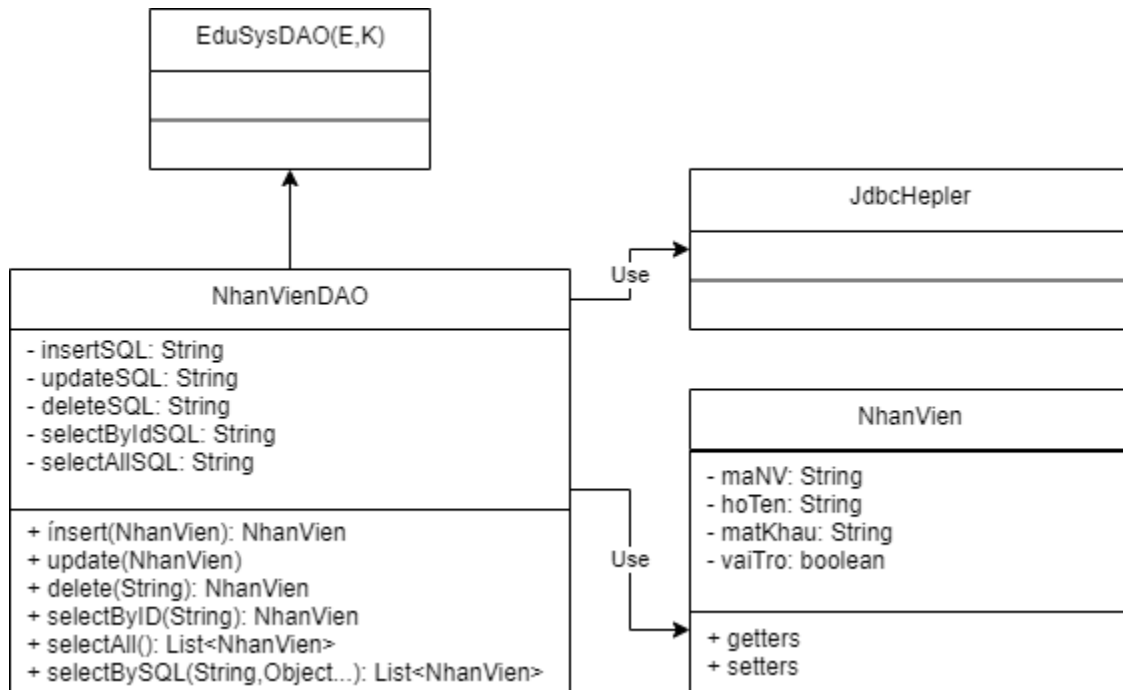 EduSysDAO(E,K)
JdbcHepler
Use
NhanVienDAO
- insertSQL: String
- updateSQL: String
- deleteSQL: String
- selectByIdSQL: String
- selectAllSQL: String
+ ínsert(NhanVien): NhanVien
+ update(NhanVien)
+ delete(String): NhanVien
+ selectByID(String): NhanVien
+ selectAll(): List<NhanVien>
+ selectBySQL(String,Object...): List<NhanVien>
Use
NhanVien
- maNV: String
- hoTen: String
- matKhau: String
- vaiTro: boolean
+ getters
+ setters